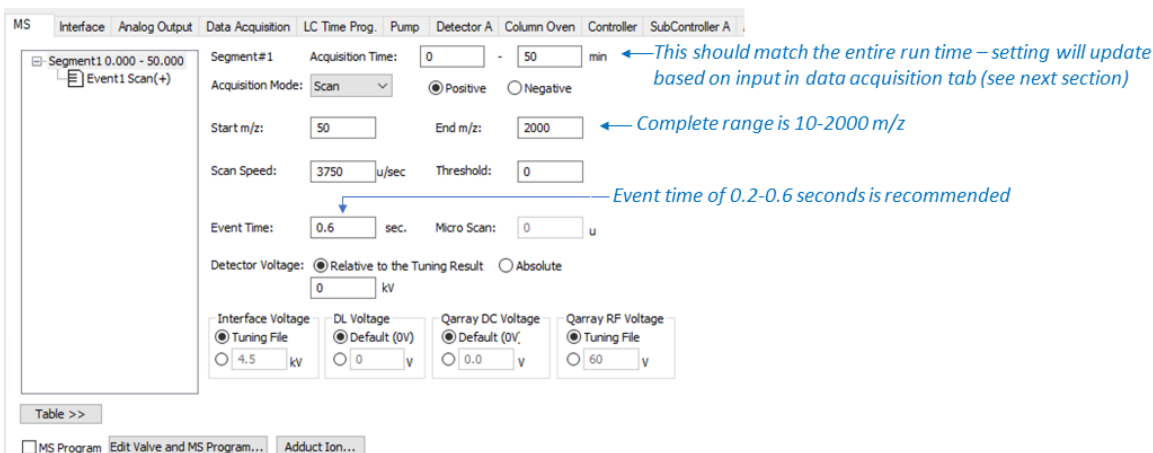 MS Interface Analog Output Data Acquisition LC Time Prog. Pump Detector A Column Oven Controller SubController A
Segment1 0.000 - 50.000
Event1 Scan(+)
Segment#1 Acquisition Time: 0 - 50 min
This should match the entire run time – setting will update
based on input in data acquisition tab (see next section)
Acquisition Mode: Scan Positive Negative
Start m/z: 50 End m/z: 2000
Complete range is 10-2000 m/z
Scan Speed: 3750 u/sec Threshold: 0
Event time of 0.2-0.6 seconds is recommended
Event Time: 0.6 sec. Micro Scan: 0 u
Detector Voltage: Relative to the Tuning Result Absolute
0 kV
Interface Voltage DL Voltage Qarray DC Voltage Qarray RF Voltage
Tuning File Default (0V) Default (0V) Tuning File
4.5 kV 0 V 0.0 V 60 V
Table >>
MS Program Edit Valve and MS Program... Adduct Ion...